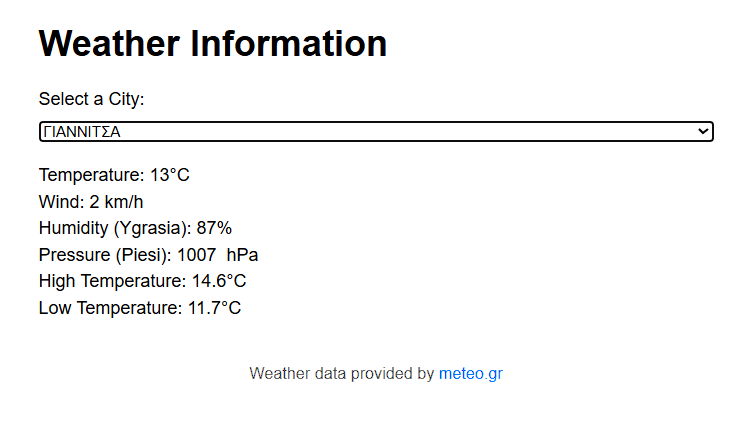 Weather Information
Select a City:
ΓΙΑΝΝΙΤΣΑ
Temperature: 13°C
Wind: 2 km/h
Humidity (Ygrasia): 87%
Pressure (Piesi): 1007  hPa
High Temperature: 14.6°C
Low Temperature: 11.7°C
Weather data provided by meteo.gr